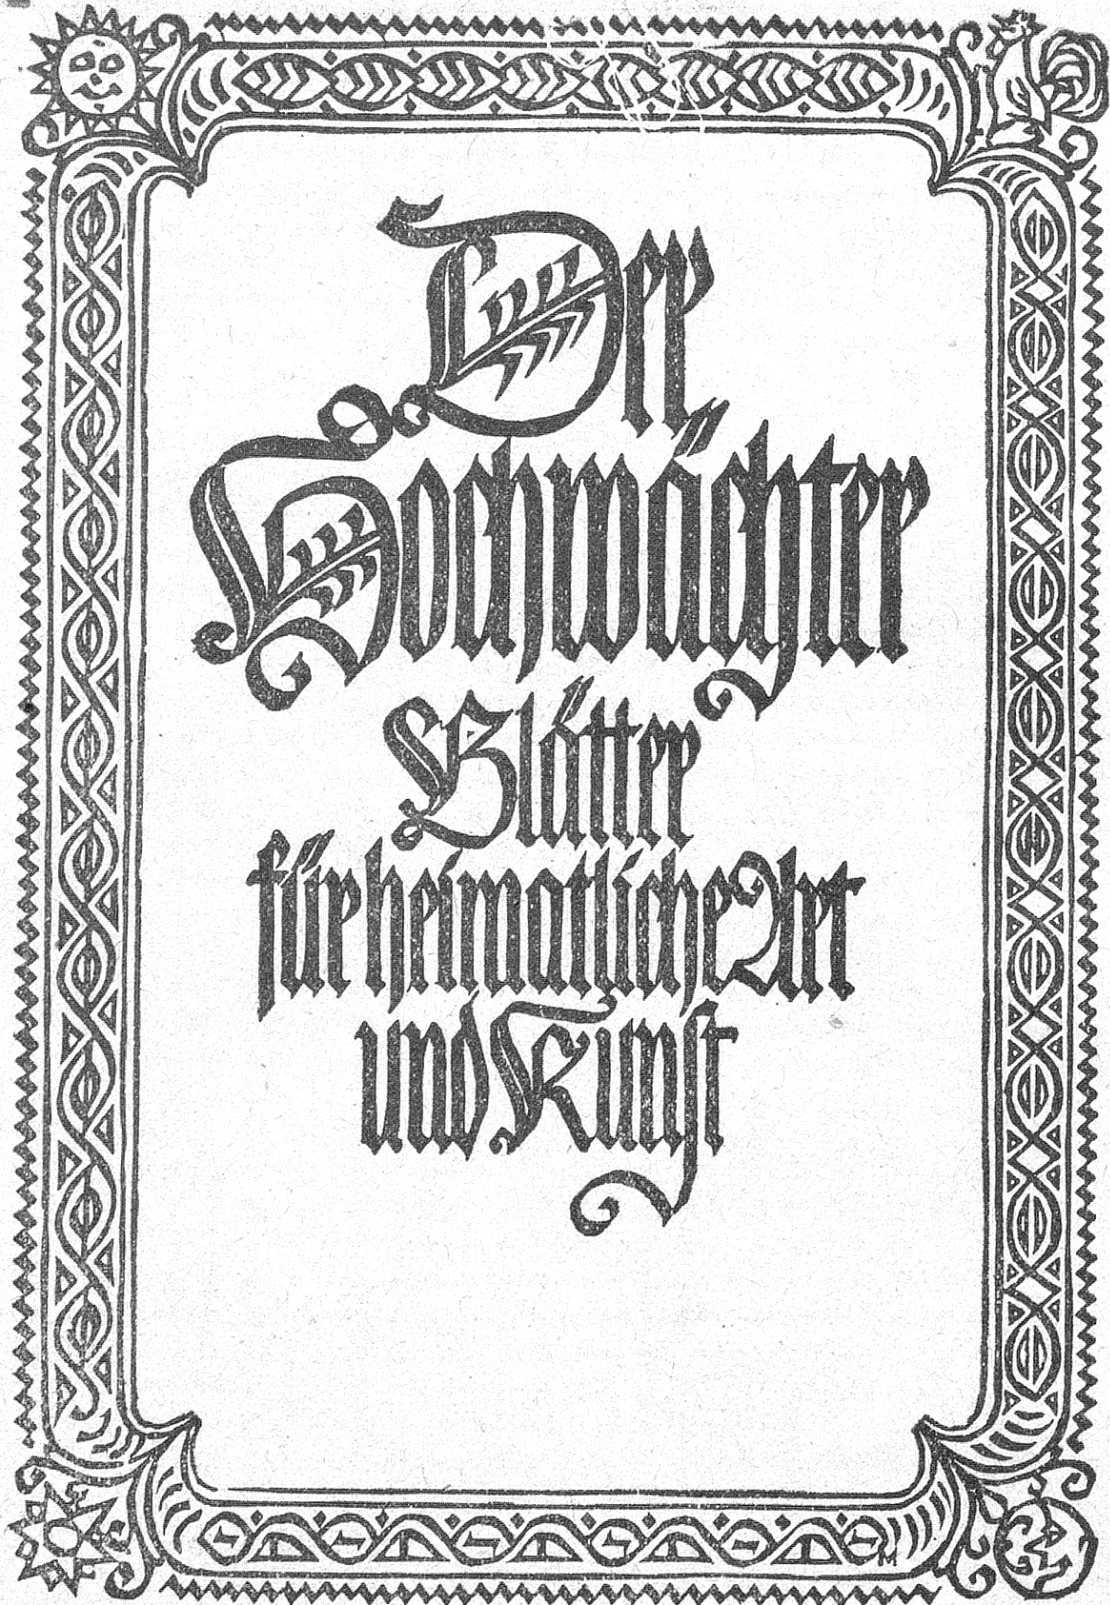 Der
Hochwächter
Blätter
für heimatliche Art
und Kunst
M